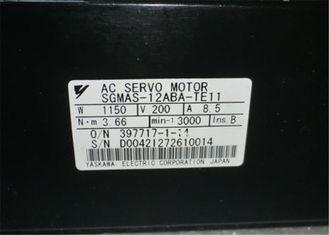 AC SERVO MOTOR
SGMAS-12ABA-TE11
W 1150 V 200 A 8.5
N·m 3.66 min-1 3000 Ins. B
O/N 397717-1-14
S/N D00421272610014
YASKAWA ELECTRIC CORPORATION JAPAN